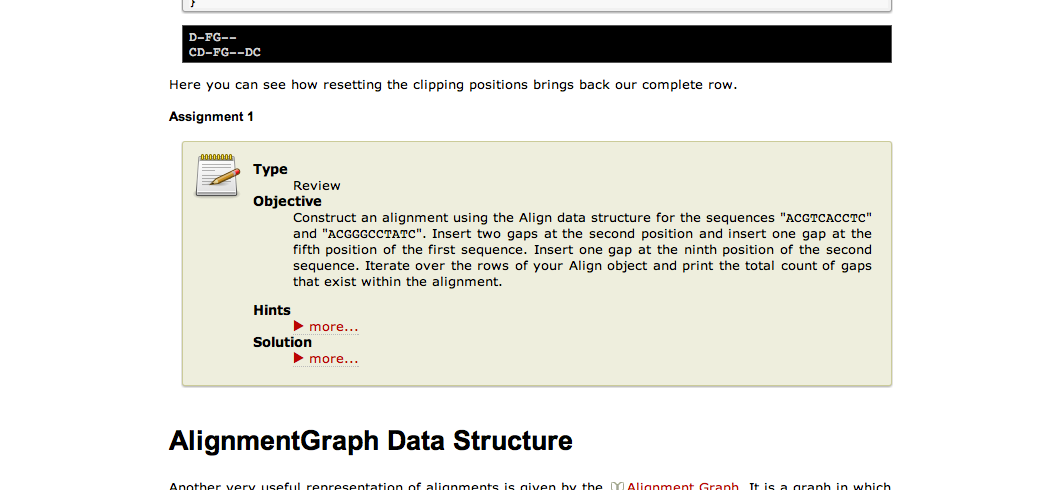 }
D-FG--
CD-FG--DC
Here you can see how resetting the clipping positions brings back our complete row.
Assignment 1
Type
Review
Objective
Construct an alignment using the Align data structure for the sequences "ACGTCACCTC"
and "ACGGGCCTATC". Insert two gaps at the second position and insert one gap at the
fifth position of the first sequence. Insert one gap at the ninth position of the second
sequence. Iterate over the rows of your Align object and print the total count of gaps
that exist within the alignment.
Hints
more...
Solution
more...
AlignmentGraph Data Structure
Another very useful representation of alignments is given by the Alignment Graph. It is a graph in which